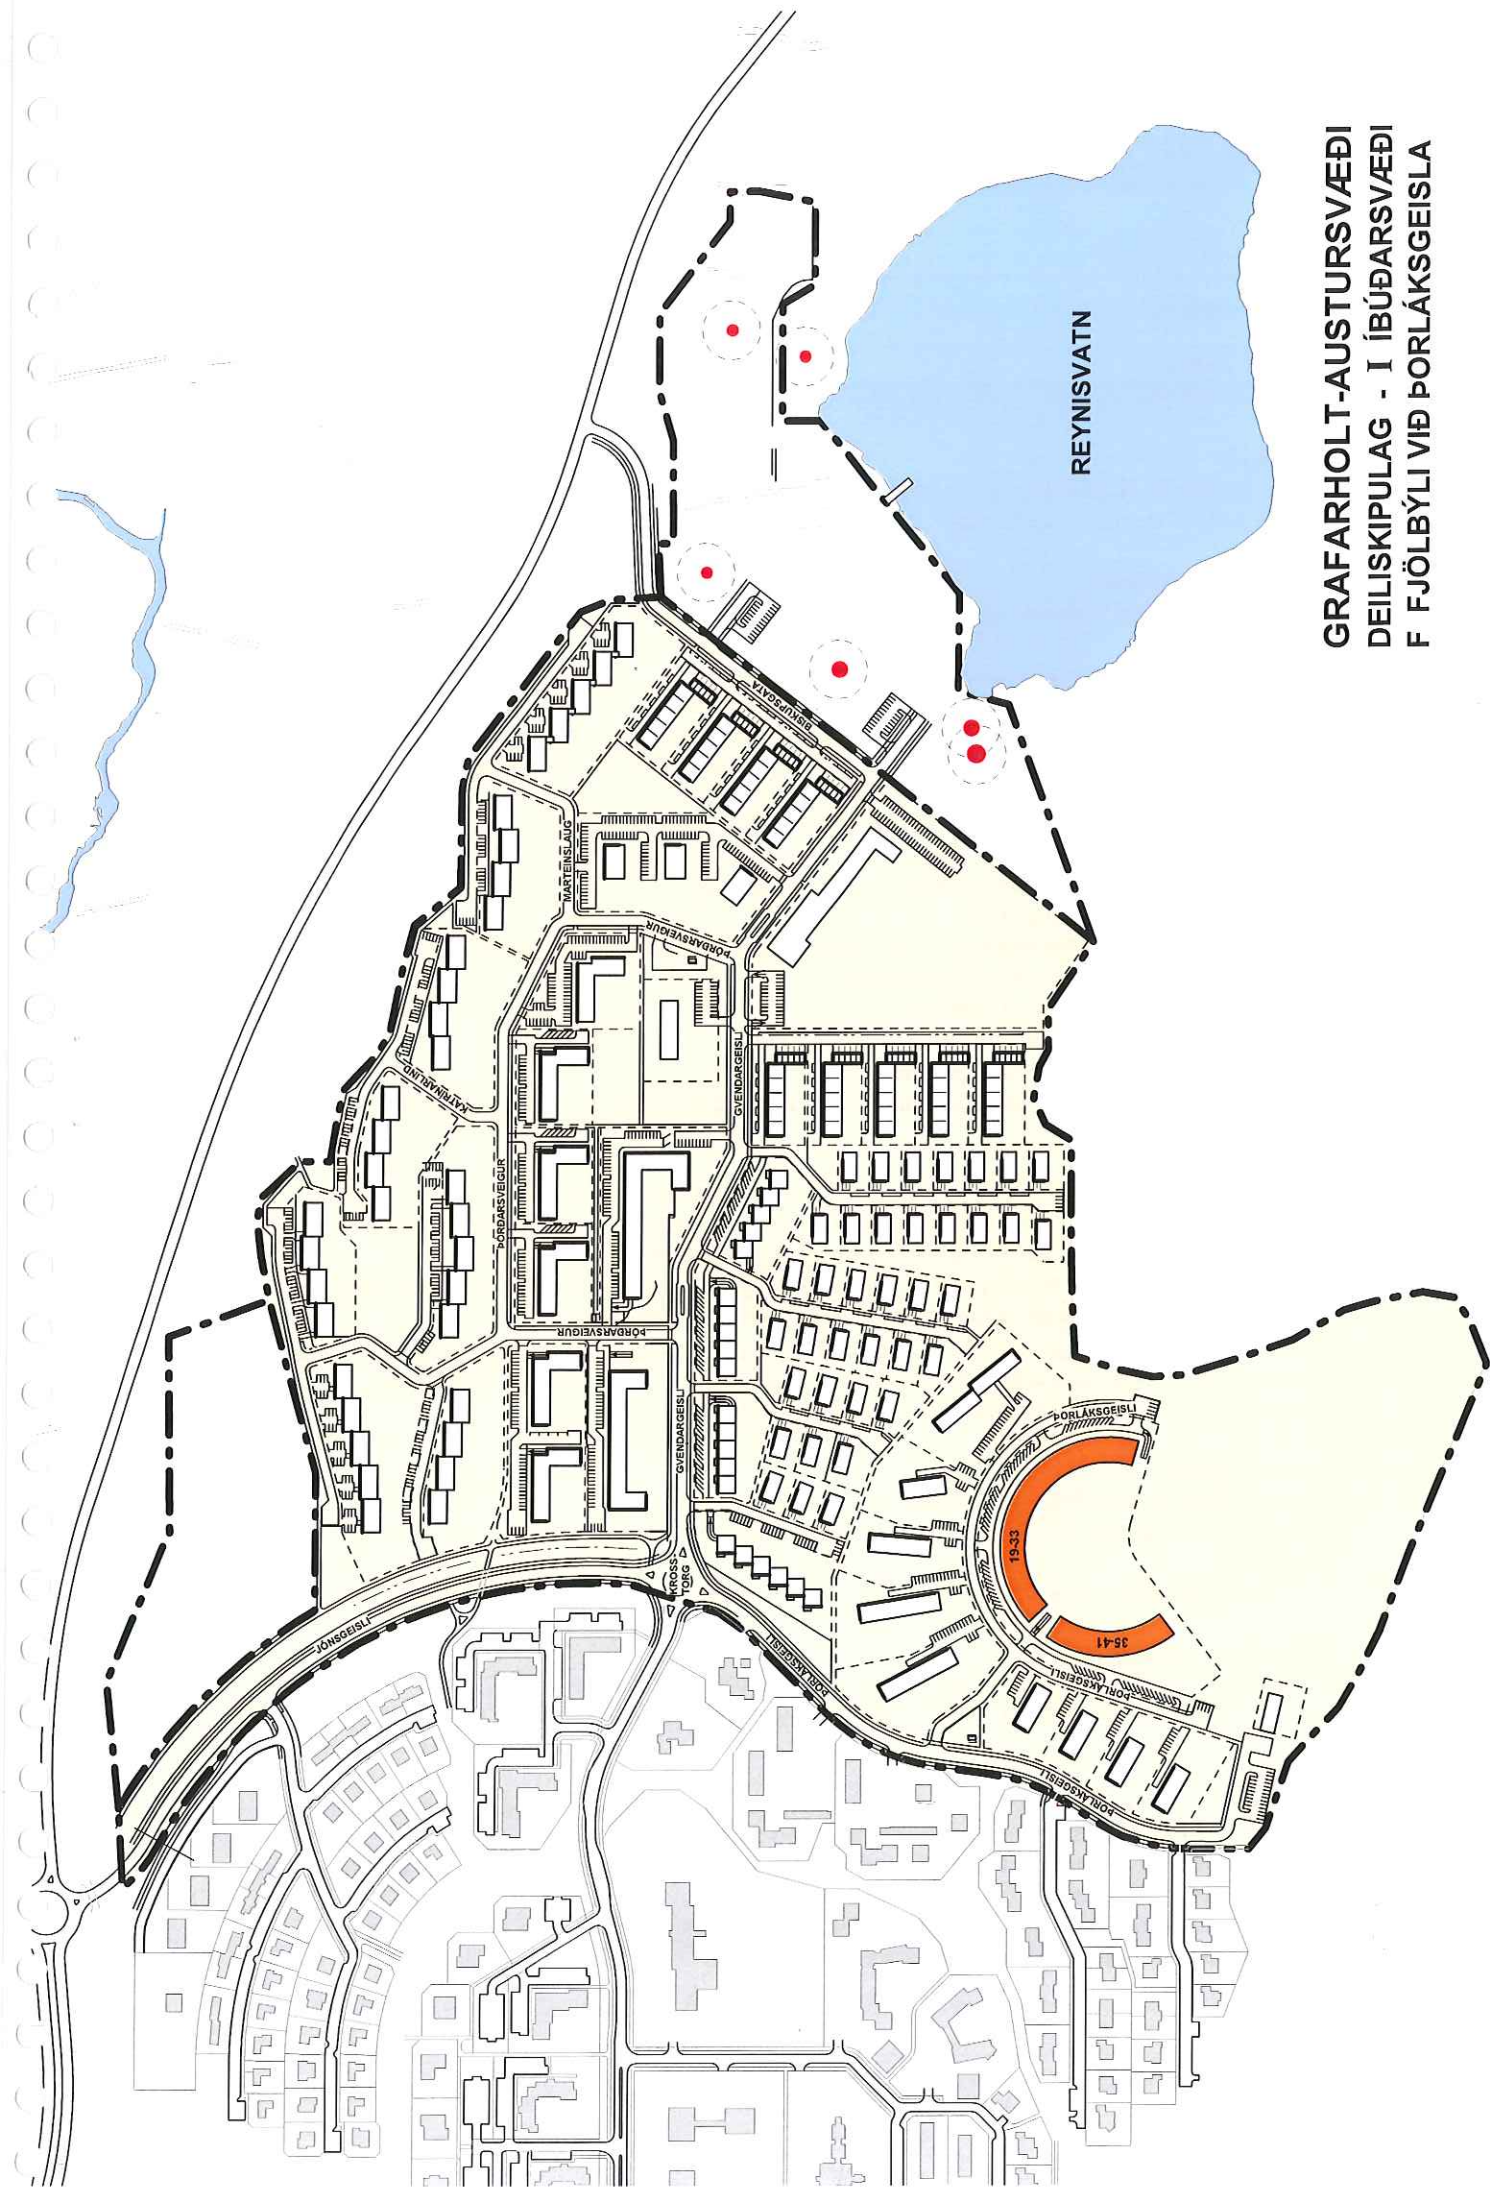 GRAFARHOLT-AUSTURSVÆÐI
DEILISKIPULAG - I ÍBÚÐARSVÆÐI
F FJÖLBÝLI VIÐ ÞORLÁKSGEISLA
REYNISVATN
BISKUPSGATA
MARTEINSLAUG
ÞÓRÐARSVEIGUR
KATRÍNARLIND
GVENDARGEISLI
ÞÓRÐARSVEIGUR
ÞÓRÐARSVEIGUR
GVENDARGEISLI
ÞORLÁKSGEISLI
19-33
35-41
KROSS-
TORG
JÓNSGEISLI
ÞORLÁKSGEISLI
ÞORLÁKSGEISLI
ÞORLÁKSGEISLI